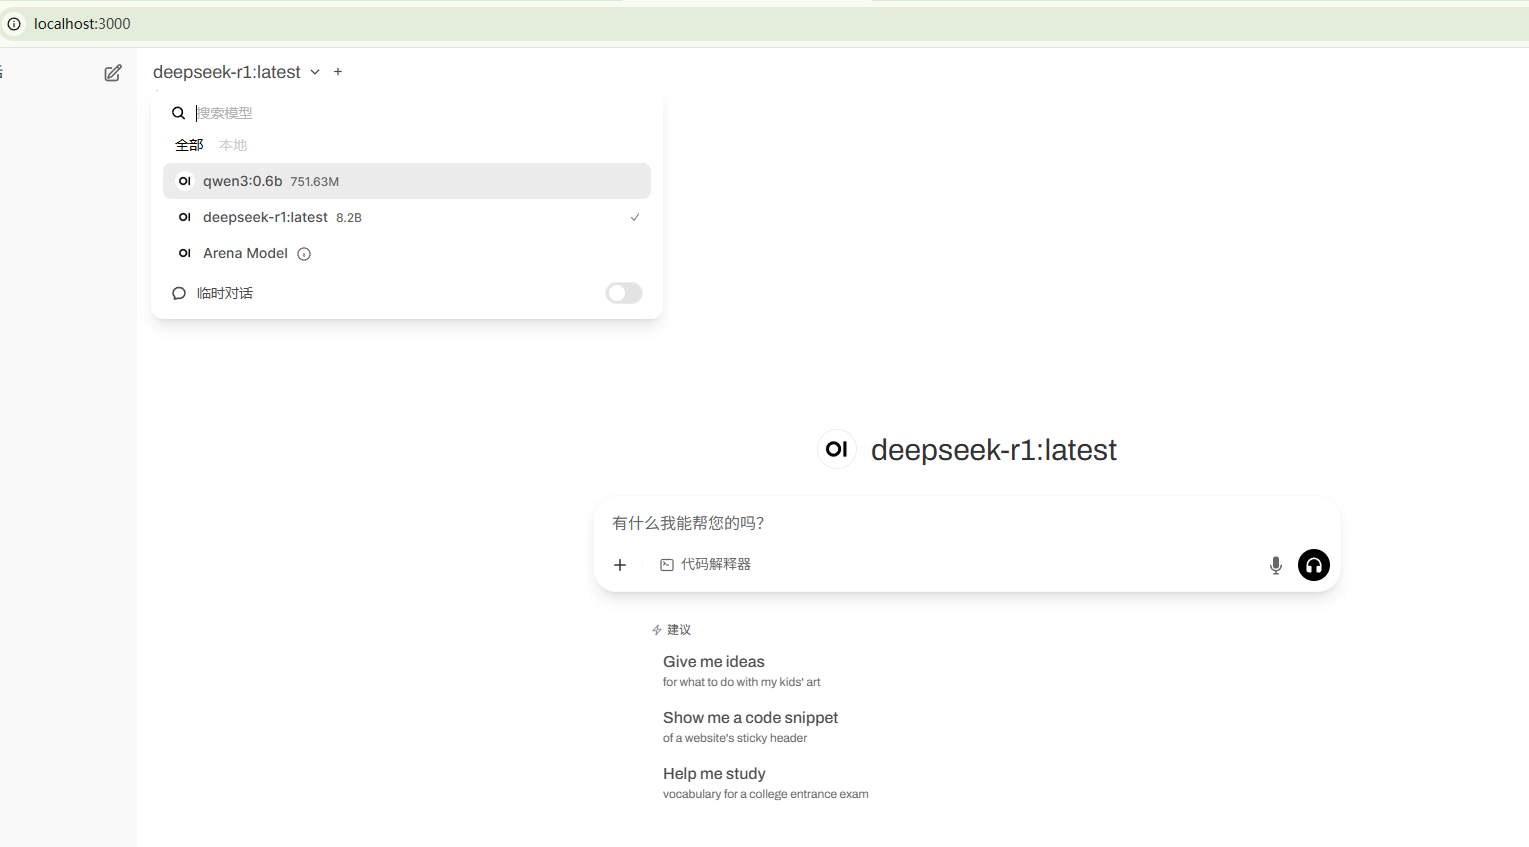 localhost:3000
deepseek-r1:latest
搜索模型
全部 本地
OI qwen3:0.6b 751.63M
OI deepseek-r1:latest 8.2B
OI Arena Model
临时对话
OI deepseek-r1:latest
有什么我能帮您的吗?
代码解释器
建议
Give me ideas
for what to do with my kids' art
Show me a code snippet
of a website's sticky header
Help me study
vocabulary for a college entrance exam